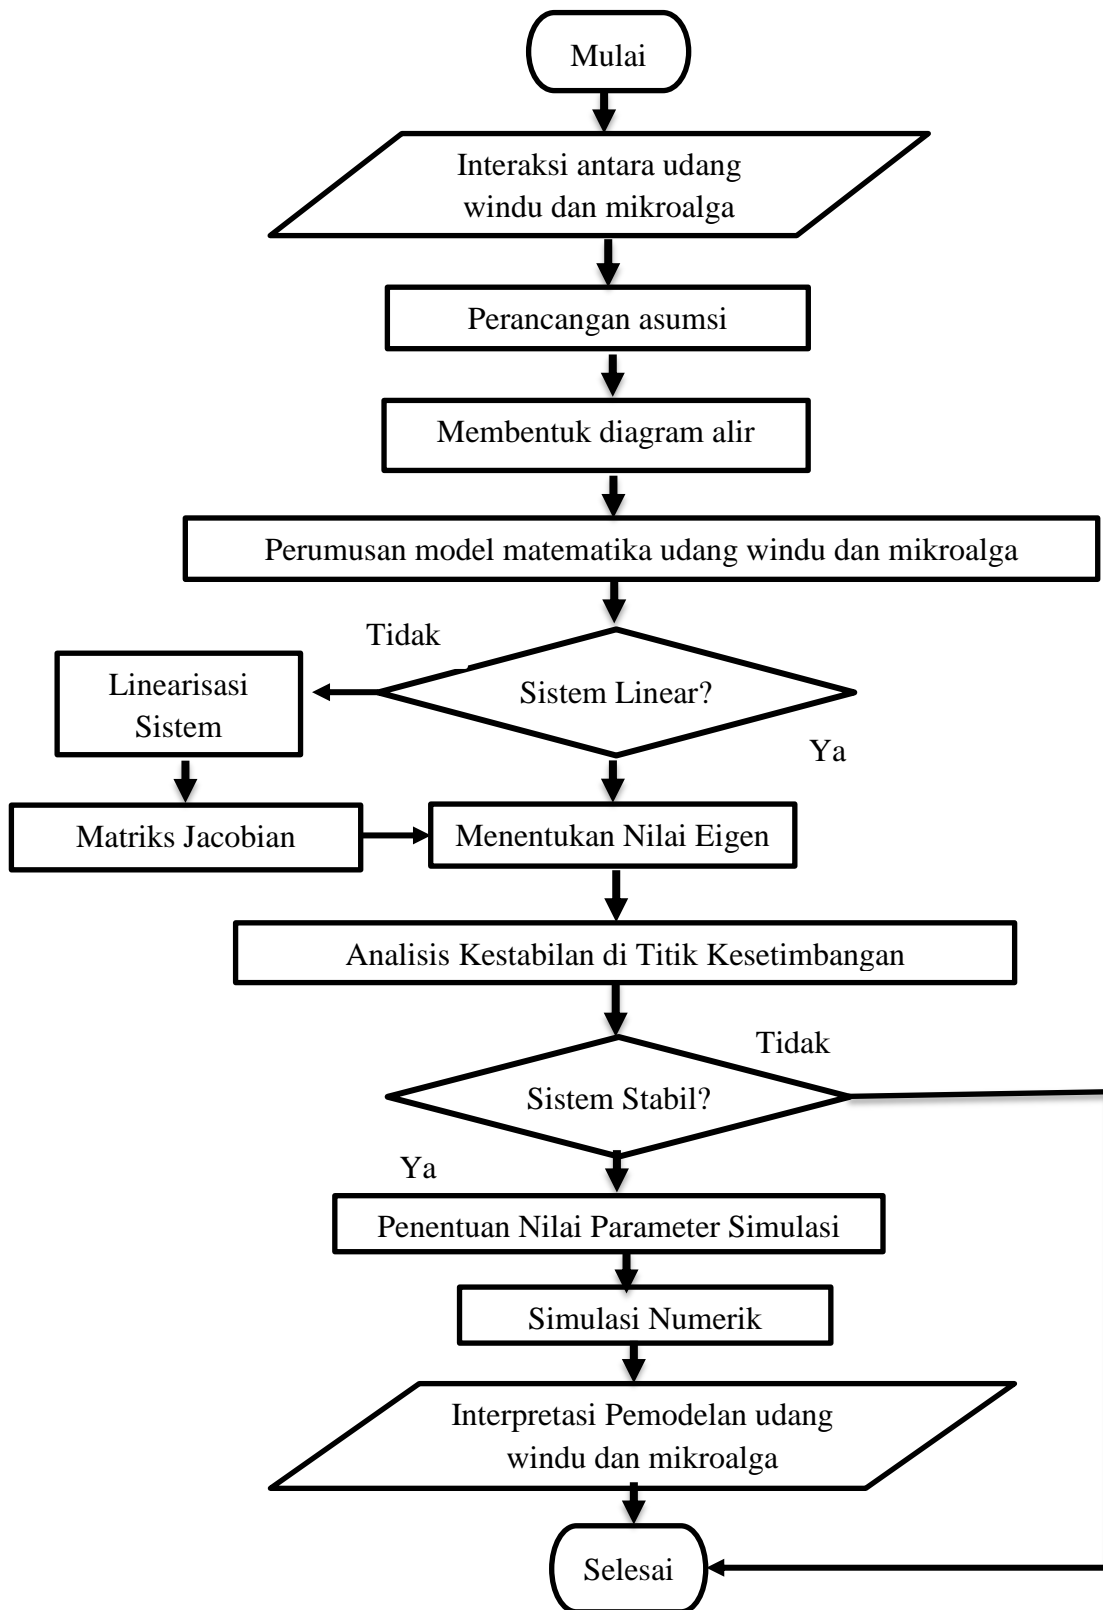 Mulai
Interaksi antara udang
windu dan mikroalga
Perancangan asumsi
Membentuk diagram alir
Perumusan model matematika udang windu dan mikroalga
Tidak
Linearisasi
Sistem
Sistem Linear?
Ya
Matriks Jacobian
Menentukan Nilai Eigen
Analisis Kestabilan di Titik Kesetimbangan
Tidak
Sistem Stabil?
Ya
Penentuan Nilai Parameter Simulasi
Simulasi Numerik
Interpretasi Pemodelan udang
windu dan mikroalga
Selesai